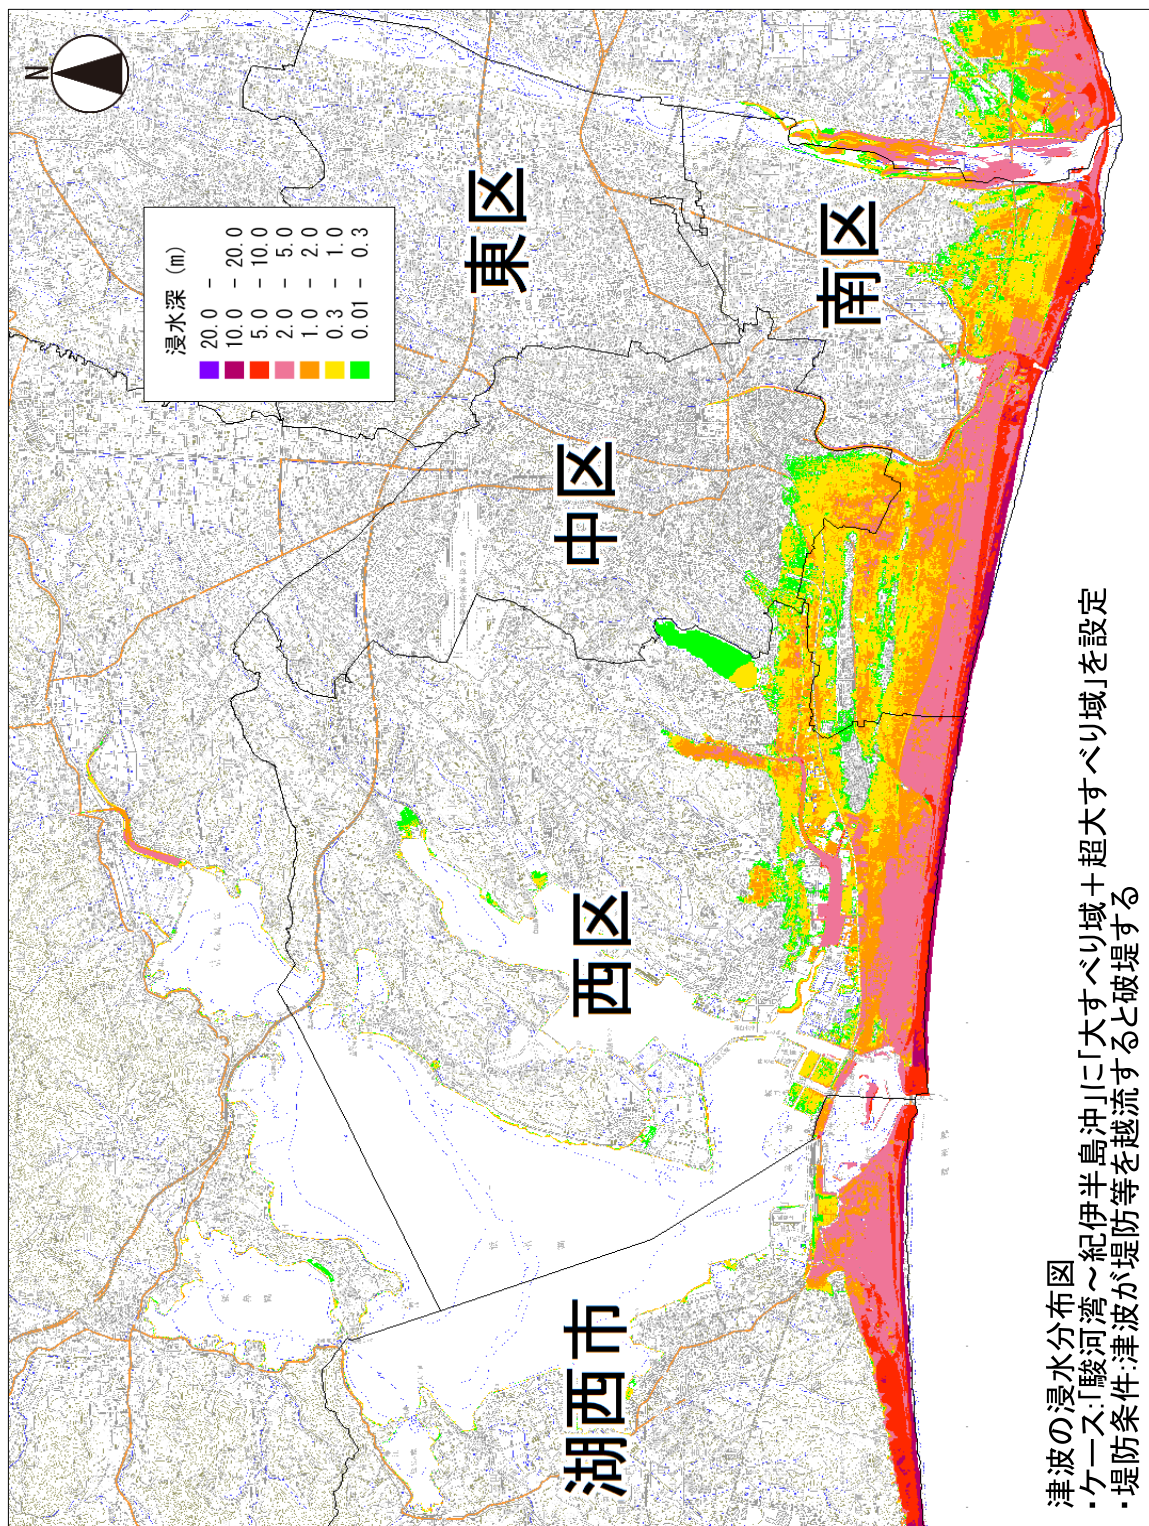 N
浸水深 (m)
20.0 -
10.0 - 20.0
5.0 - 10.0
2.0 - 5.0
1.0 - 2.0
0.3 - 1.0
0.01 - 0.3
東区
南区
中区
西区
湖西市
津波の浸水分布図
・ケース:「駿河湾～紀伊半島沖」に「大すべり域＋超大すべり域」を設定
・堤防条件:津波が堤防等を越流すると破堤する